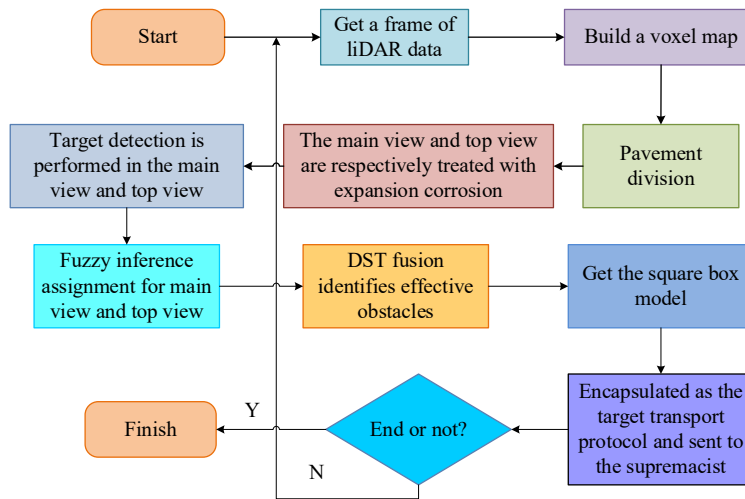 Start
Get a frame of
liDAR data
Build a voxel map
Pavement
division
The main view and top view
are respectively treated with
expansion corrosion
Target detection is
performed in the main
view and top view
Fuzzy inference
assignment for main
view and top view
DST fusion
identifies effective
obstacles
Get the square box
model
Encapsulated as the
target transport
protocol and sent to
the supremacist
End or not?
Y
N
Finish